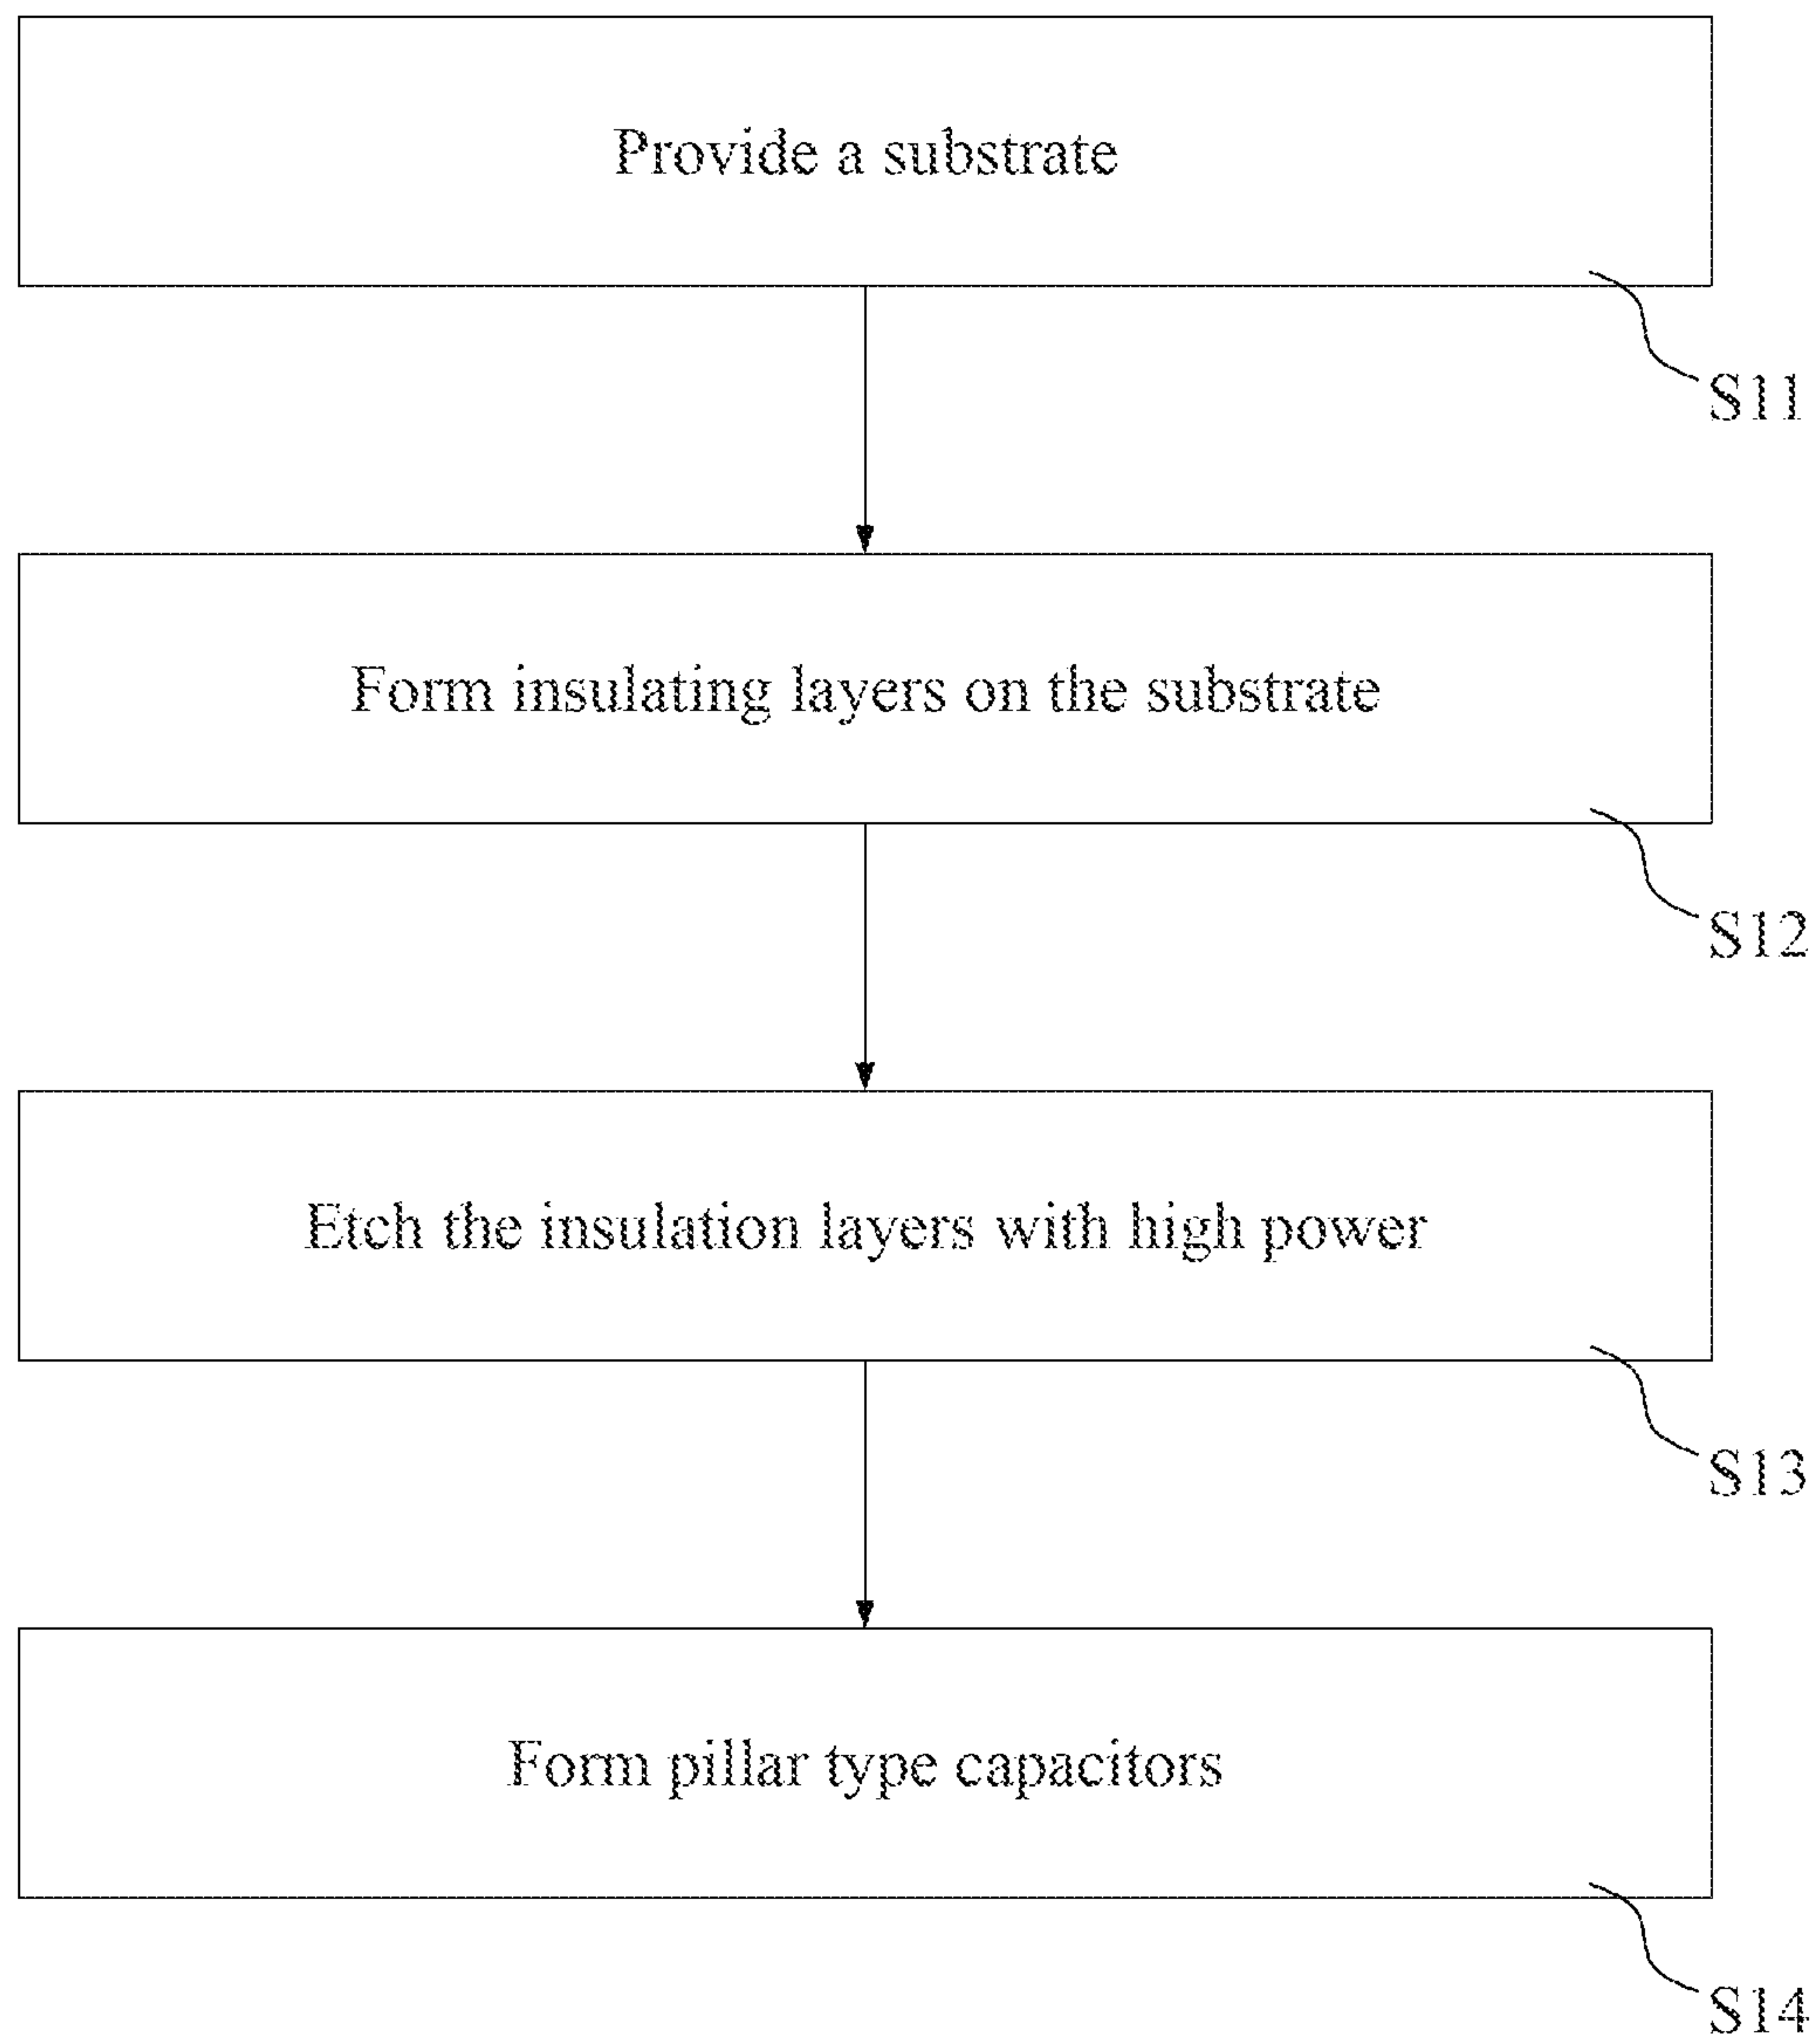 Provide a substrate
S11
Form insulating layers on the substrate
S12
Etch the insulation layers with high power
S13
Form pillar type capacitors
S14